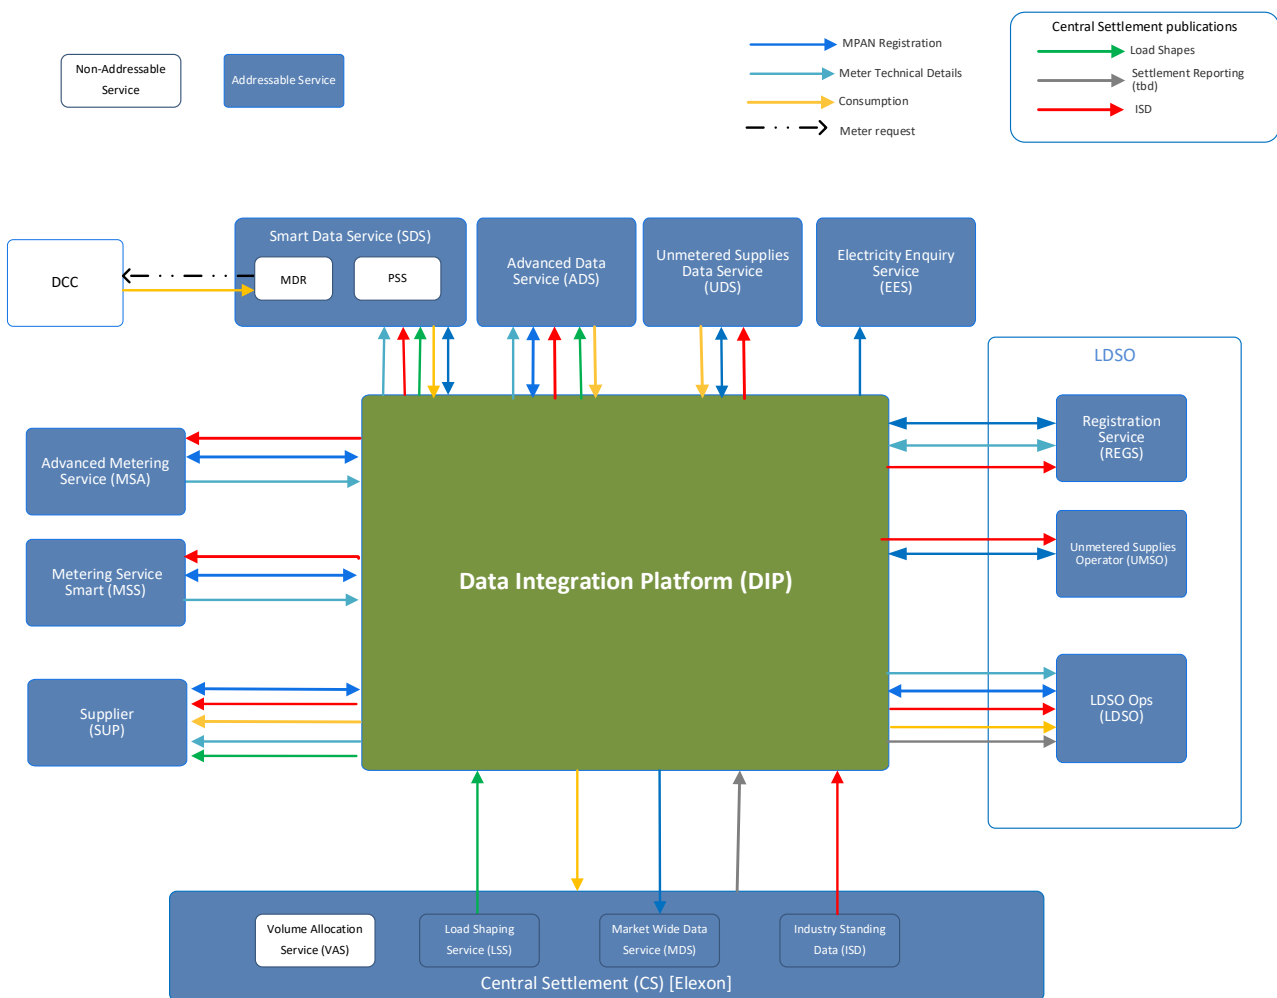 Non-Addressable
Service
Addressable Service
MPAN Registration
Meter Technical Details
Consumption
Meter request
Central Settlement publications
Load Shapes
Settlement Reporting
(tbd)
ISD
DCC
Smart Data Service (SDS)
MDR
PSS
Advanced Data
Service (ADS)
Unmetered Supplies
Data Service
(UDS)
Electricity Enquiry
Service
(EES)
LDSO
Registration
Service
(REGS)
Unmetered Supplies
Operator (UMSO)
LDSO Ops
(LDSO)
Advanced Metering
Service (MSA)
Metering Service
Smart (MSS)
Supplier
(SUP)
Data Integration Platform (DIP)
Volume Allocation
Service (VAS)
Load Shaping
Service (LSS)
Market Wide Data
Service (MDS)
Industry Standing
Data (ISD)
Central Settlement (CS) [Elexon]